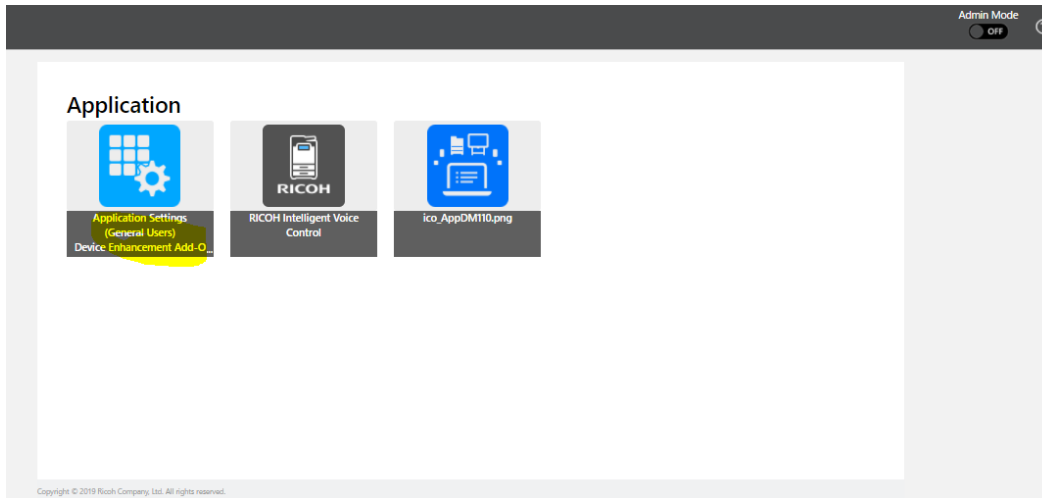 Admin Mode
OFF
Application
RICOH
Application Settings
(General Users)
Device Enhancement Add-O...
RICOH Intelligent Voice
Control
ico_AppDM110.png
Copyright © 2019 Ricoh Company, Ltd. All rights reserved.